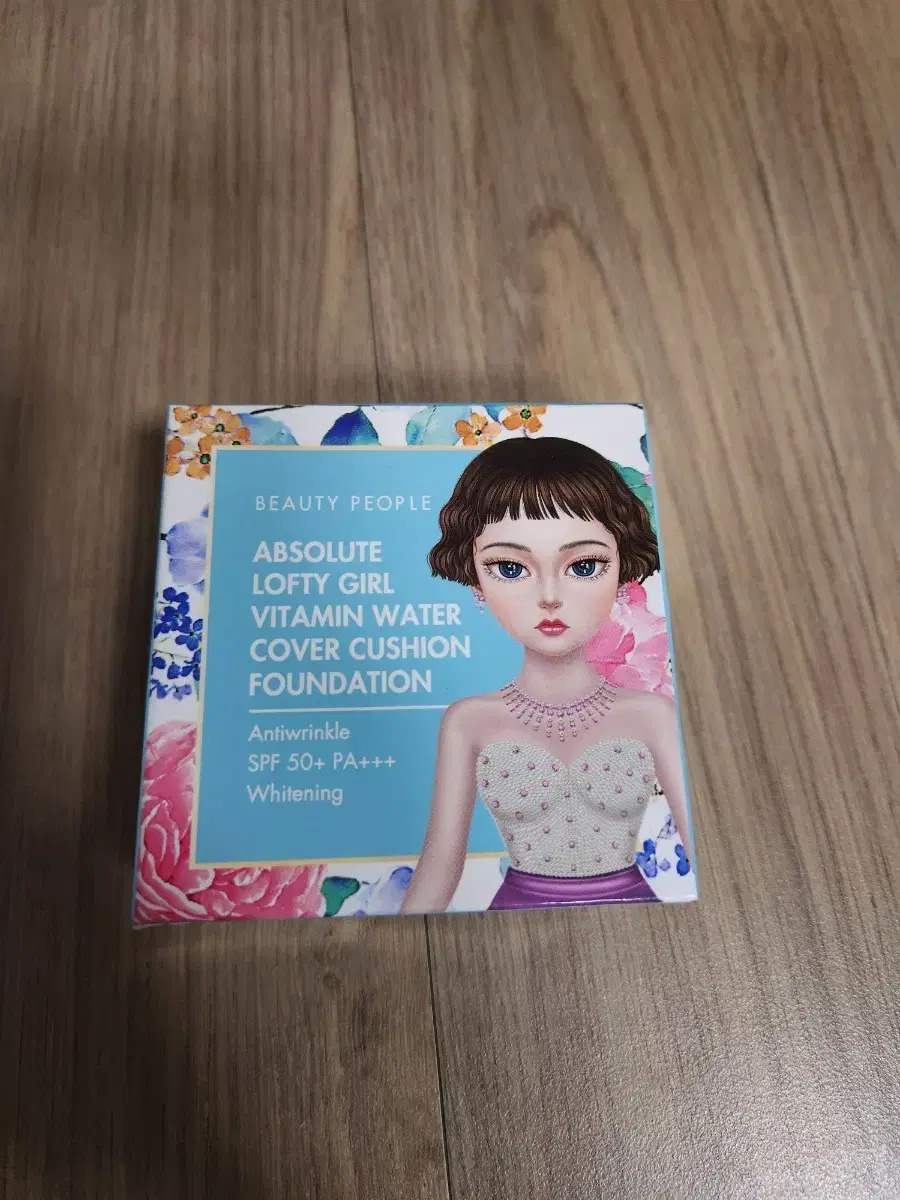 BEAUTY PEOPLE
ABSOLUTE
LOFTY GIRL
VITAMIN WATER
COVER CUSHION
FOUNDATION
Antiwrinkle
SPF 50+ PA+++
Whitening